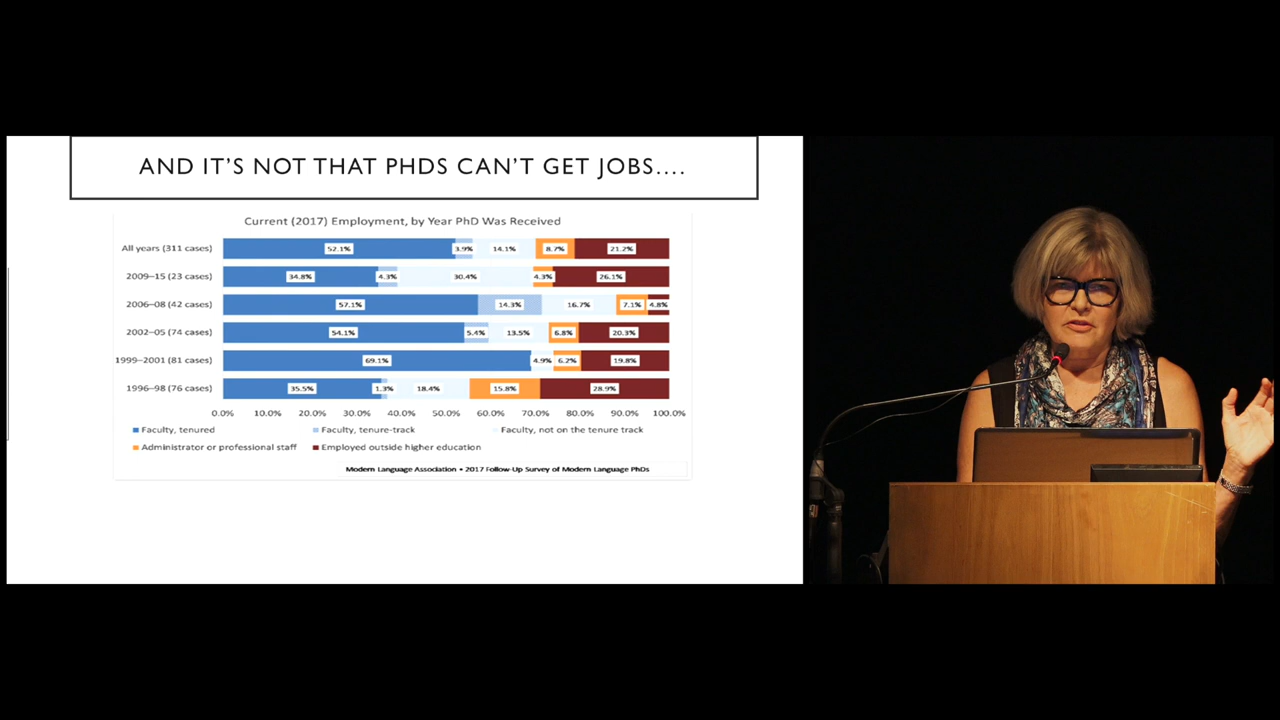 AND IT'S NOT THAT PHDS CAN'T GET JOBS....
Current (2017) Employment, by Year PhD Was Received
All years (311 cases) 52.1% 3.9% 14.1% 8.7% 21.2%
2009–15 (23 cases) 34.8% 4.3% 30.4% 4.3% 26.1%
2006–08 (42 cases) 57.1% 14.3% 16.7% 7.1% 4.8%
2002–05 (74 cases) 54.1% 5.4% 13.5% 6.8% 20.3%
1999–2001 (81 cases) 69.1% 4.9% 6.2% 19.8%
1996–98 (76 cases) 35.5% 1.3% 18.4% 15.8% 28.9%
0.0% 10.0% 20.0% 30.0% 40.0% 50.0% 60.0% 70.0% 80.0% 90.0% 100.0%
Faculty, tenured Faculty, tenure-track Faculty, not on the tenure track
Administrator or professional staff Employed outside higher education
Modern Language Association • 2017 Follow-Up Survey of Modern Language PhDs